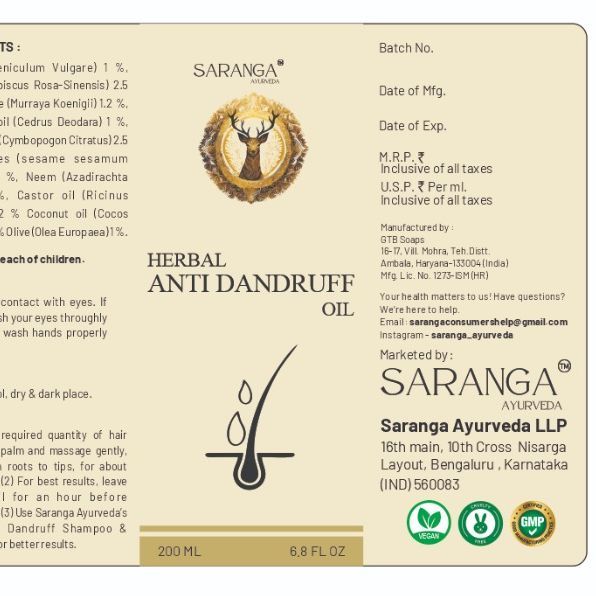 TS :
eniculum Vulgare) 1 %,
biscus Rosa-Sinensis) 2.5
e (Murraya Koenigii) 1.2 %,
oil (Cedrus Deodara) 1 %,
(Cymbopogon Citratus) 2.5
es (sesame sesamum
%, Neem (Azadirachta
%, Castor oil (Ricinus
2 % Coconut oil (Cocos
% Olive (Olea Europaea) 1 %.
each of children.
contact with eyes. If
sh your eyes throughly
wash hands properly
ol, dry & dark place.
required quantity of hair
palm and massage gently,
roots to tips, for about
(2) For best results, leave
l for an hour before
(3) Use Saranga Ayurveda's
Dandruff Shampoo &
or better results.
SARANGA TM
AYURVEDA
HERBAL
ANTI DANDRUFF
OIL
200 ML 6.8 FL OZ
Batch No.
Date of Mfg.
Date of Exp.
M.R.P. ₹
Inclusive of all taxes
U.S.P. ₹ Per ml.
Inclusive of all taxes
Manufactured by :
GTB Soaps
16-17, Vill. Mohra, Teh.Distt.
Ambala, Haryana-133004 (India)
Mfg. Lic. No. 1273-ISM (HR)
Your health matters to us! Have questions?
We're here to help.
Email : sarangaconsumershelp@gmail.com
Instagram - saranga_ayurveda
Marketed by :
SARANGA TM
AYURVEDA
Saranga Ayurveda LLP
16th main, 10th Cross Nisarga
Layout, Bengaluru , Karnataka
(IND) 560083
VEGAN
CRUELTY
FREE
CERTIFIED
GMP
GOOD MANUFACTURING PRACTICE